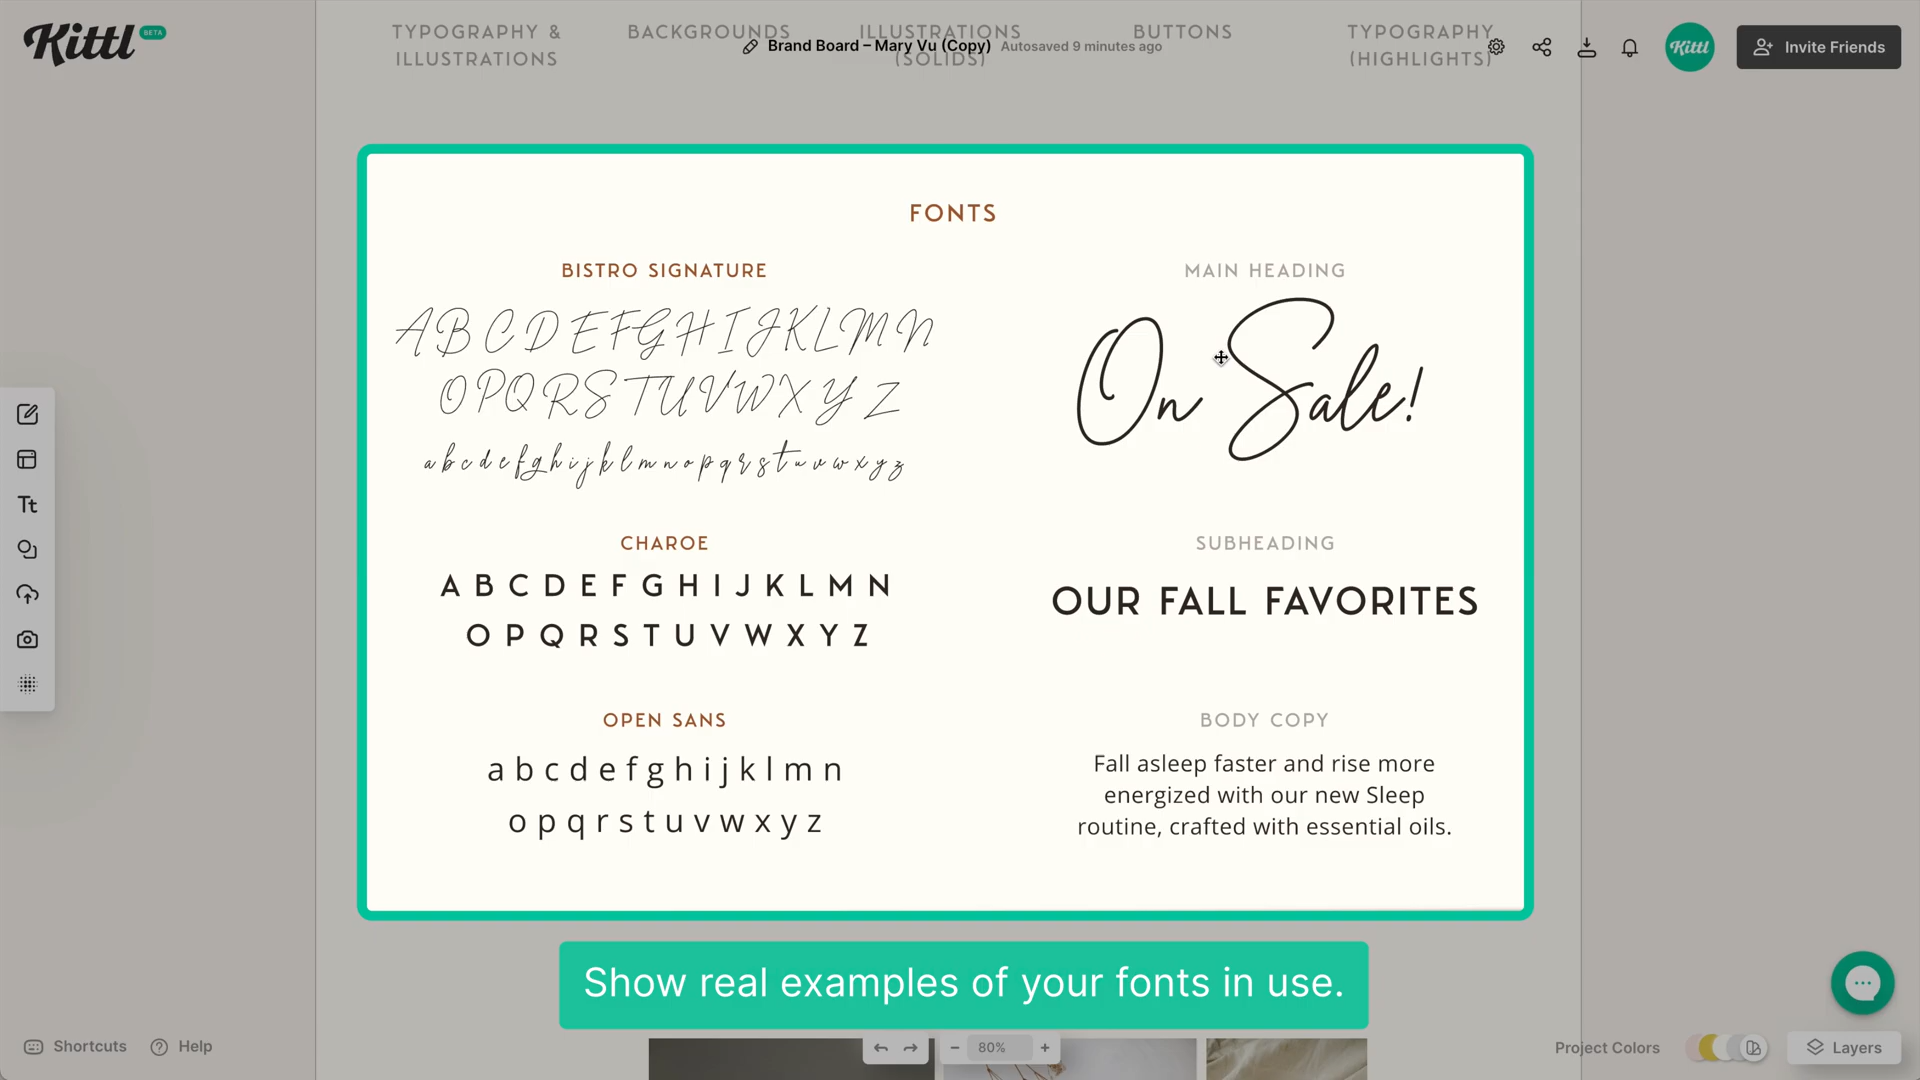 Kittl BETA
TYPOGRAPHY & ILLUSTRATIONS
BACKGROUNDS
ILLUSTRATIONS (SOLIDS)
BUTTONS
TYPOGRAPHY (HIGHLIGHTS)
Brand Board – Mary Vu (Copy) Autosaved 9 minutes ago
Kittl
Invite Friends
FONTS
BISTRO SIGNATURE
A B C D E F G H I J K L M N
O P Q R S T U V W X Y Z
a b c d e f g h i j k l m n o p q r s t u v w x y z
MAIN HEADING
On Sale!
CHAROE
A B C D E F G H I J K L M N
O P Q R S T U V W X Y Z
SUBHEADING
OUR FALL FAVORITES
OPEN SANS
a b c d e f g h i j k l m n
o p q r s t u v w x y z
BODY COPY
Fall asleep faster and rise more
energized with our new Sleep
routine, crafted with essential oils.
Tt
Show real examples of your fonts in use.
Shortcuts
Help
80%
Project Colors
Layers